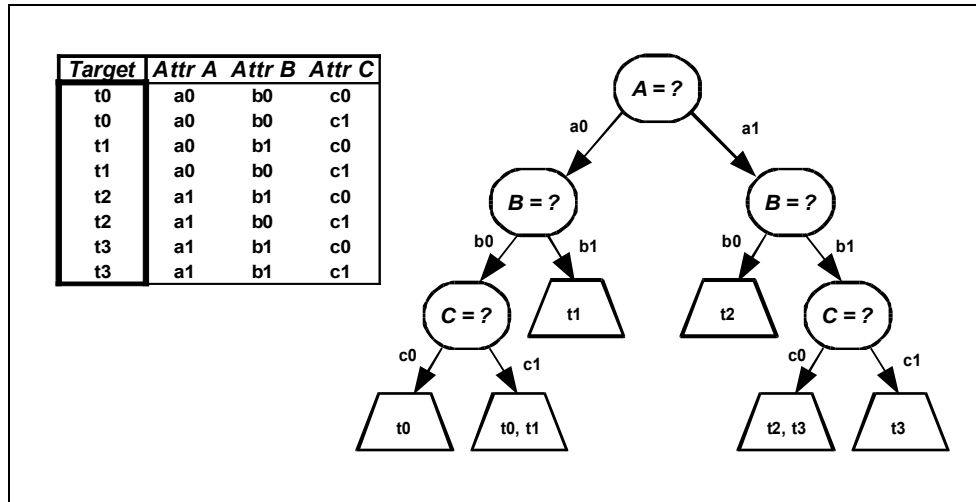 Target Attr A Attr B Attr C
t0 a0 b0 c0
t0 a0 b0 c1
t1 a0 b1 c0
t1 a0 b0 c1
t2 a1 b1 c0
t2 a1 b0 c1
t3 a1 b1 c0
t3 a1 b1 c1
A = ?
a0 a1
B = ? B = ?
b0 b1 b0 b1
C = ? t1 t2 C = ?
c0 c1 c0 c1
t0 t0, t1 t2, t3 t3